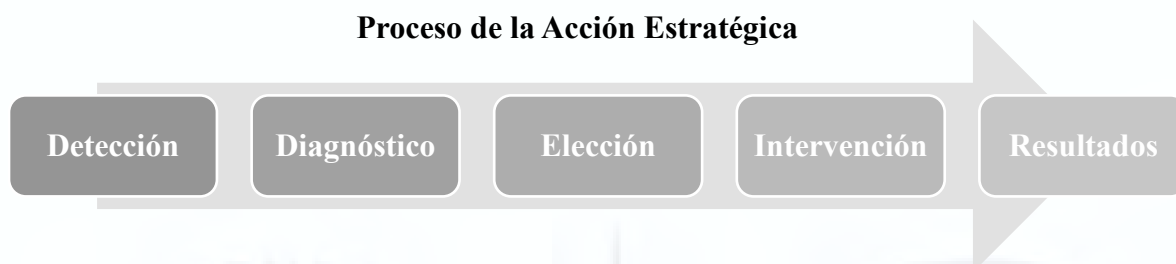 Proceso de la Acción Estratégica
Detección
Diagnóstico
Elección
Intervención
Resultados